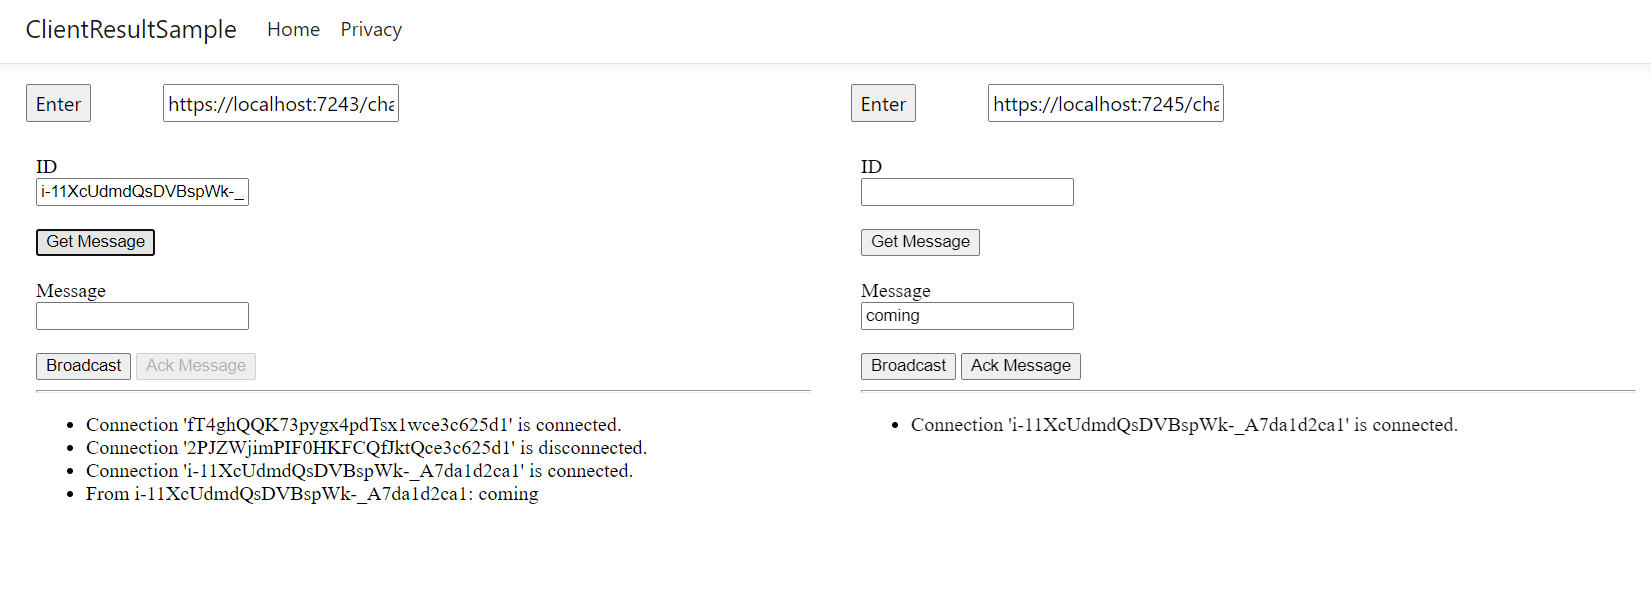 ClientResultSample Home Privacy
Enter https://localhost:7243/cha
ID
i-11XcUdmdQsDVBspWk-_
Get Message
Message
Broadcast Ack Message
Connection 'fT4ghQQK73pygx4pdTsx1wce3c625d1' is connected.
Connection '2PJZWjimPIF0HKFCQfJktQce3c625d1' is disconnected.
Connection 'i-11XcUdmdQsDVBspWk-_A7da1d2ca1' is connected.
From i-11XcUdmdQsDVBspWk-_A7da1d2ca1: coming
Enter https://localhost:7245/cha
ID
Get Message
Message
coming
Broadcast Ack Message
Connection 'i-11XcUdmdQsDVBspWk-_A7da1d2ca1' is connected.